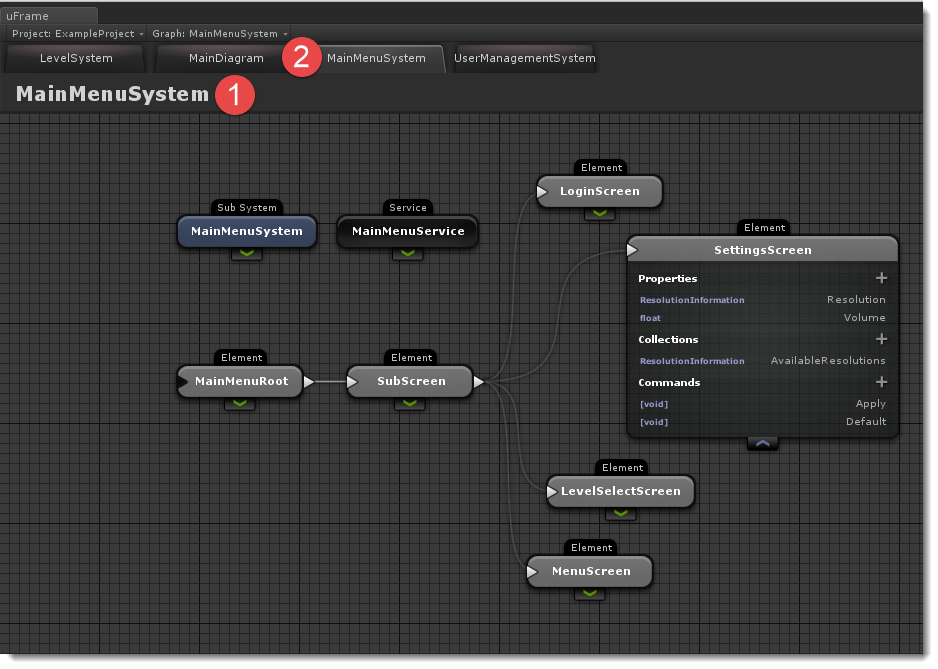 uFrame
Project: ExampleProject Graph: MainMenuSystem
LevelSystem MainDiagram 2 MainMenuSystem UserManagementSystem
MainMenuSystem 1
Element
LoginScreen
Sub System
MainMenuSystem
Service
MainMenuService
Element
SettingsScreen
Properties +
ResolutionInformation Resolution
float Volume
Collections +
ResolutionInformation AvailableResolutions
Commands +
[void] Apply
[void] Default
Element
MainMenuRoot
Element
SubScreen
Element
LevelSelectScreen
Element
MenuScreen